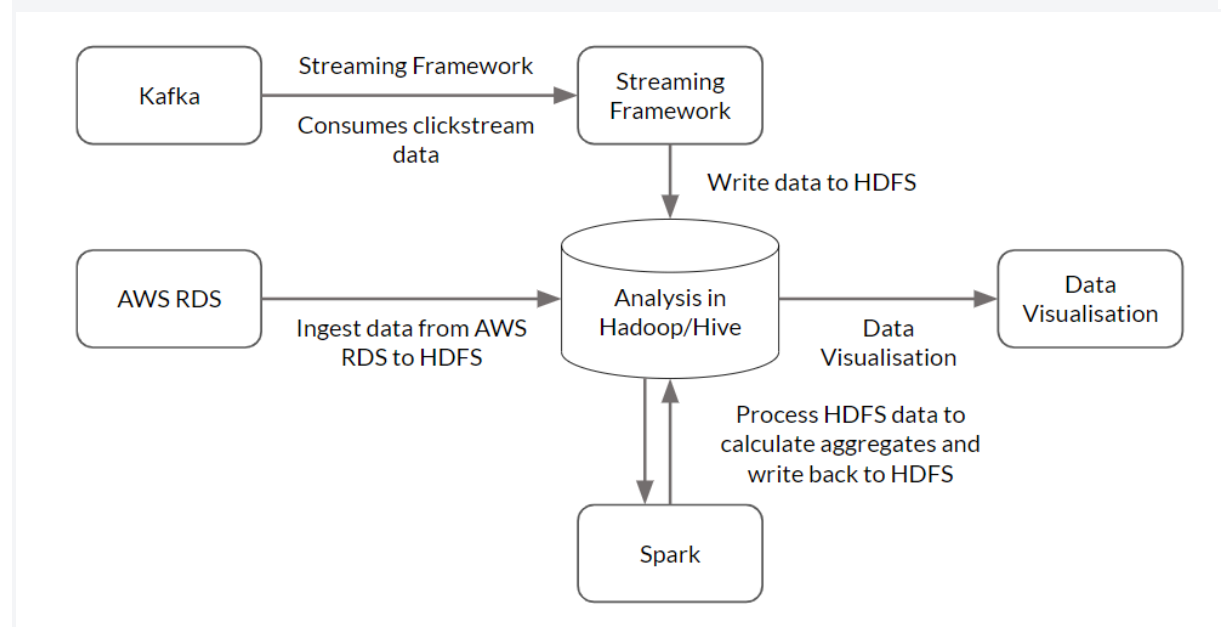 Kafka
Streaming Framework
Consumes clickstream
data
Streaming
Framework
Write data to HDFS
AWS RDS
Ingest data from AWS
RDS to HDFS
Analysis in
Hadoop/Hive
Data
Visualisation
Data
Visualisation
Process HDFS data to
calculate aggregates and
write back to HDFS
Spark